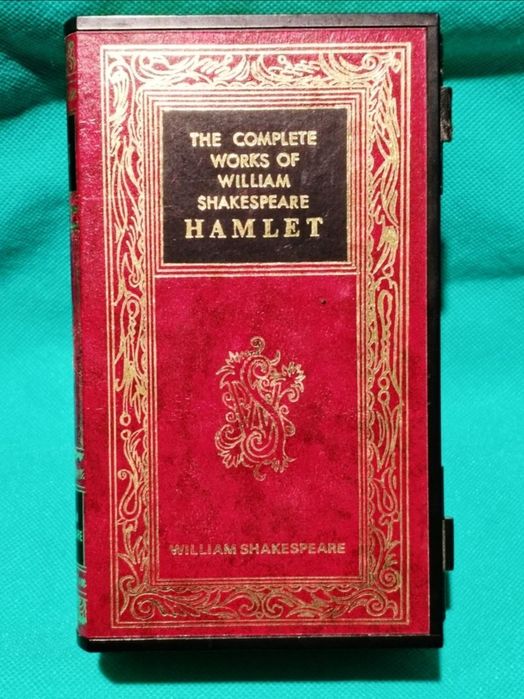 THE COMPLETE
WORKS OF
WILLIAM
SHAKESPEARE
HAMLET
WILLIAM SHAKESPEARE